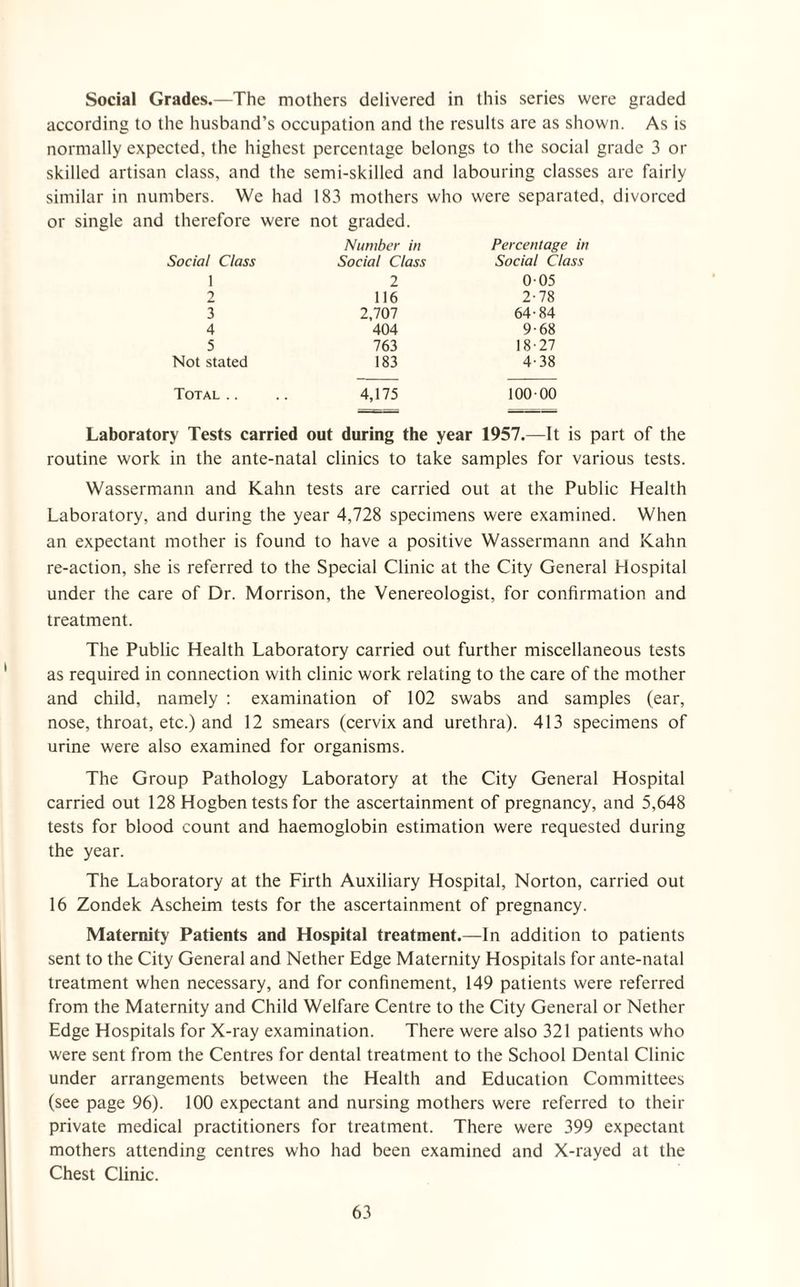 Social Grades.—The mothers delivered in this series were graded
according to the husband's occupation and the results are as shown. As is
normally expected, the highest percentage belongs to the social grade 3 or
skilled artisan class, and the semi-skilled and labouring classes are fairly
similar in numbers. We had 183 mothers who were separated, divorced
or single and therefore were not graded.
Number in Percentage in
Social Class Social Class Social Class
1 2 0·05
2 116 2·78
3 2,707 64·84
4 404 9·68
5 763 18·27
Not stated 183 4·38
Total .. .. 4,175 100·00
Laboratory Tests carried out during the year 1957.—It is part of the
routine work in the ante-natal clinics to take samples for various tests.
Wassermann and Kahn tests are carried out at the Public Health
Laboratory, and during the year 4,728 specimens were examined. When
an expectant mother is found to have a positive Wassermann and Kahn
re-action, she is referred to the Special Clinic at the City General Hospital
under the care of Dr. Morrison, the Venereologist, for confirmation and
treatment.
The Public Health Laboratory carried out further miscellaneous tests
as required in connection with clinic work relating to the care of the mother
and child, namely : examination of 102 swabs and samples (ear,
nose, throat, etc.) and 12 smears (cervix and urethra). 413 specimens of
urine were also examined for organisms.
The Group Pathology Laboratory at the City General Hospital
carried out 128 Hogben tests for the ascertainment of pregnancy, and 5,648
tests for blood count and haemoglobin estimation were requested during
the year.
The Laboratory at the Firth Auxiliary Hospital, Norton, carried out
16 Zondek Ascheim tests for the ascertainment of pregnancy.
Maternity Patients and Hospital treatment.—In addition to patients
sent to the City General and Nether Edge Maternity Hospitals for ante-natal
treatment when necessary, and for confinement, 149 patients were referred
from the Maternity and Child Welfare Centre to the City General or Nether
Edge Hospitals for X-ray examination. There were also 321 patients who
were sent from the Centres for dental treatment to the School Dental Clinic
under arrangements between the Health and Education Committees
(see page 96). 100 expectant and nursing mothers were referred to their
private medical practitioners for treatment. There were 399 expectant
mothers attending centres who had been examined and X-rayed at the
Chest Clinic.
63